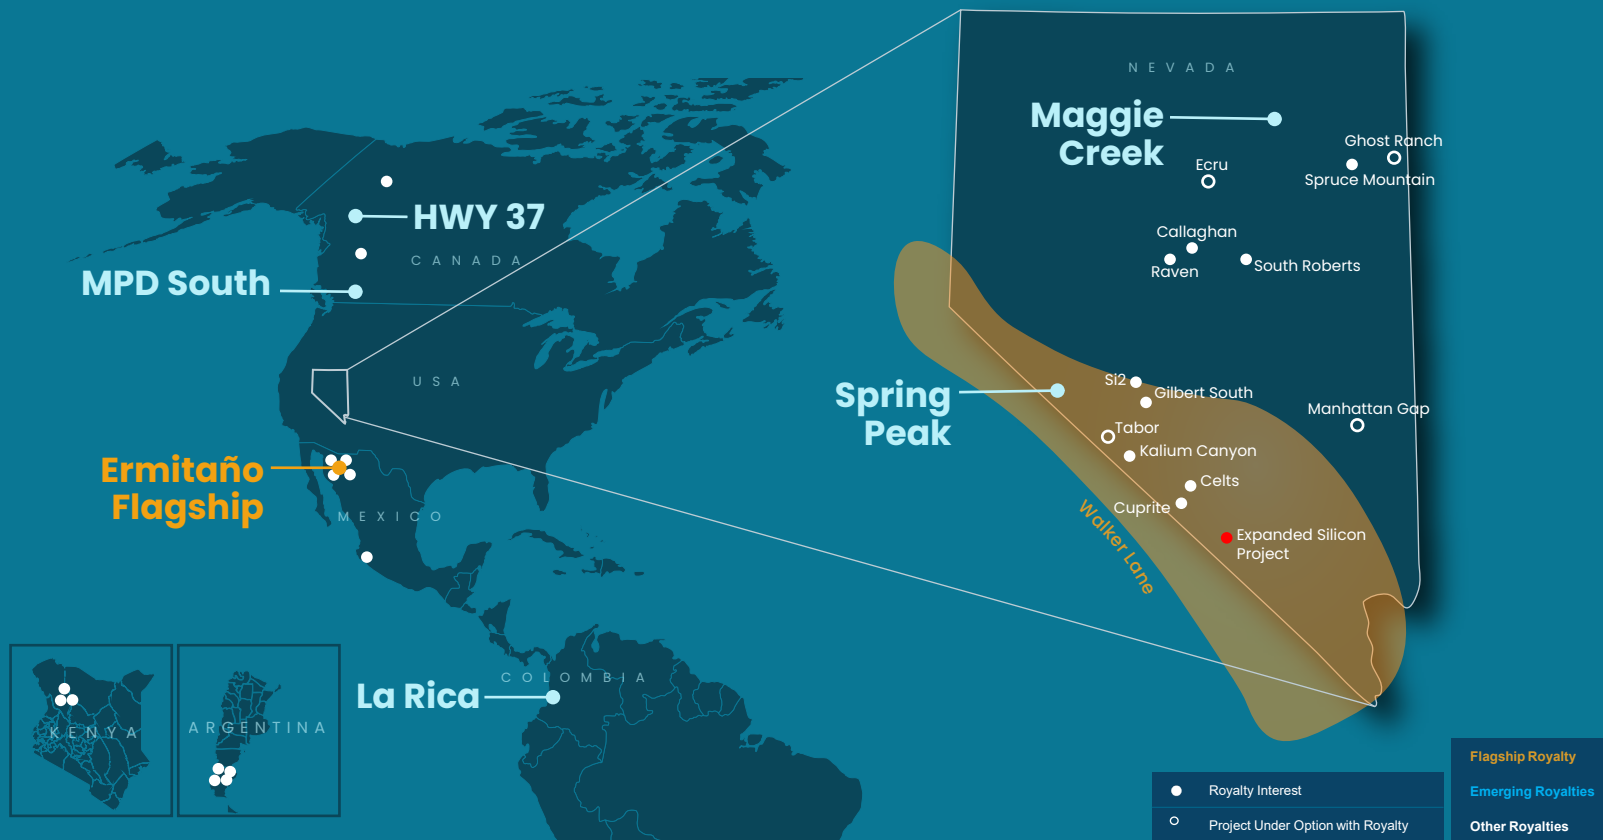 NEVADA
Maggie
Creek
Ghost Ranch
Ecru
Spruce Mountain
Callaghan
Raven
South Roberts
HWY 37
CANADA
MPD South
USA
Spring
Peak
Si2
Gilbert South
Manhattan Gap
Tabor
Kalium Canyon
Celts
Cuprite
Expanded Silicon
Project
Walker Lane
Ermitaño
Flagship
MEXICO
COLOMBIA
La Rica
KENYA
ARGENTINA
Royalty Interest
Project Under Option with Royalty
Flagship Royalty
Emerging Royalties
Other Royalties